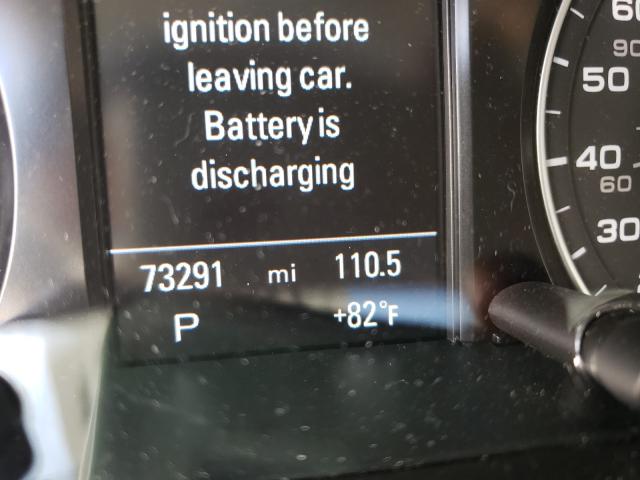 ignition before
leaving car.
Battery is
discharging
73291 mi 110.5
P +82°F
60
90
50
40
60
30